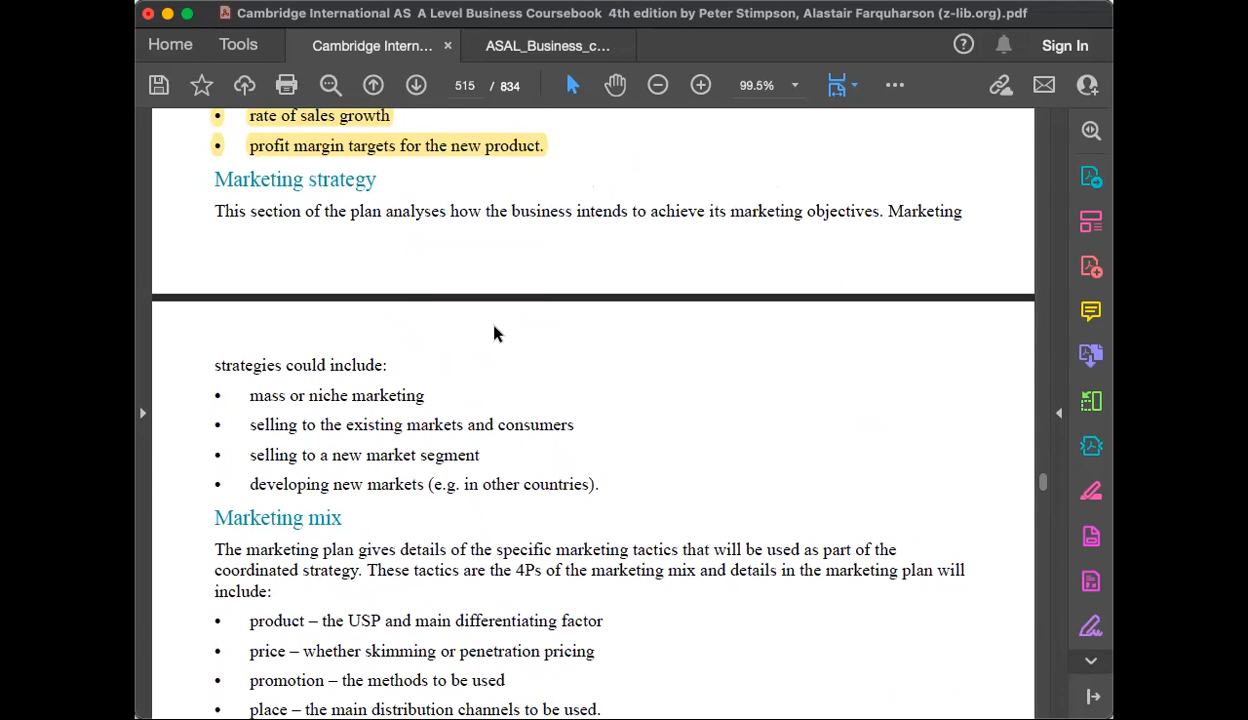 Cambridge International AS A Level Business Coursebook 4th edition by Peter Stimpson, Alastair Farquharson (z-lib.org).pdf
Home Tools Cambridge Intern... × ASAL_Business_c... Sign In
515 / 834 99.5%
• rate of sales growth
• profit margin targets for the new product.
Marketing strategy
This section of the plan analyses how the business intends to achieve its marketing objectives. Marketing
strategies could include:
• mass or niche marketing
• selling to the existing markets and consumers
• selling to a new market segment
• developing new markets (e.g. in other countries).
Marketing mix
The marketing plan gives details of the specific marketing tactics that will be used as part of the
coordinated strategy. These tactics are the 4Ps of the marketing mix and details in the marketing plan will
include:
• product – the USP and main differentiating factor
• price – whether skimming or penetration pricing
• promotion – the methods to be used
• place – the main distribution channels to be used.